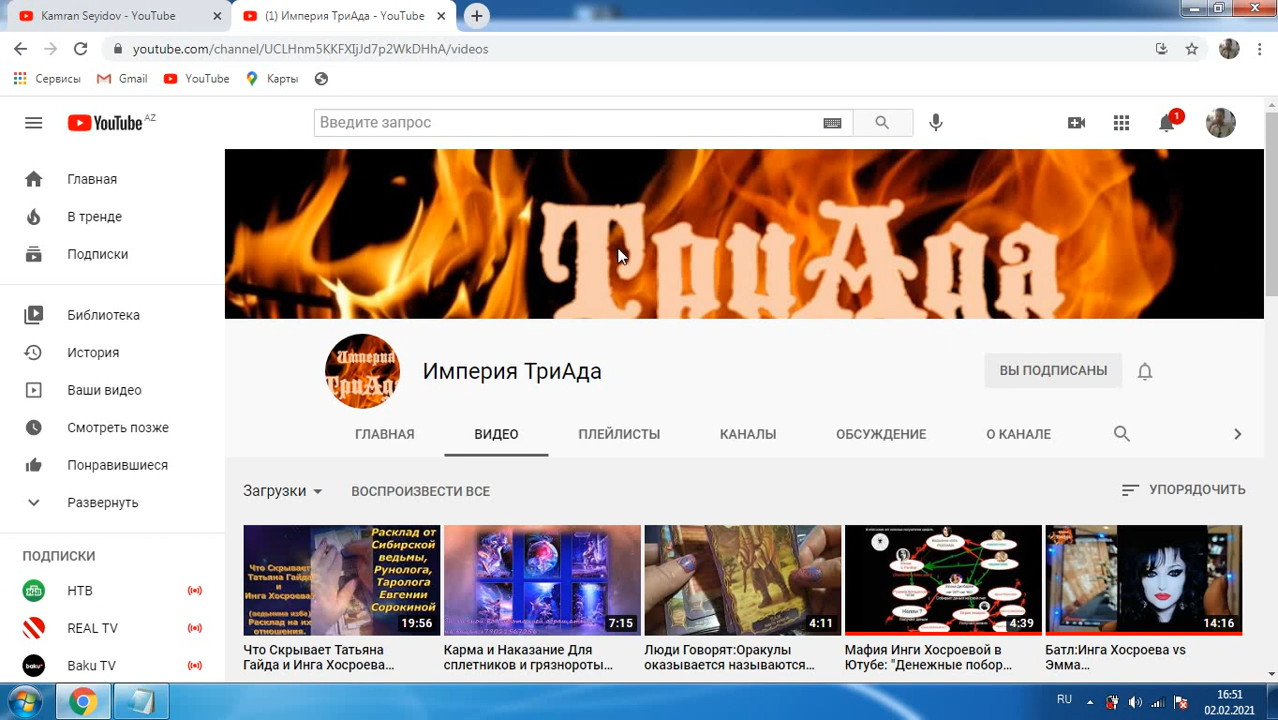 Kamran Seyidov - YouTube
(1) Империя ТриАда - YouTube
youtube.com/channel/UCLHnm5KKFXIjJd7p2WkDHhA/videos
Сервисы
Gmail
YouTube
Карты
YouTube AZ
Введите запрос
1
Главная
В тренде
Подписки
Библиотека
История
Ваши видео
Смотреть позже
Понравившиеся
Развернуть
ПОДПИСКИ
НТВ
REAL TV
Baku TV
ТриАда
Империя
ТриАда
Империя ТриАда
ВЫ ПОДПИСАНЫ
ГЛАВНАЯ
ВИДЕО
ПЛЕЙЛИСТЫ
КАНАЛЫ
ОБСУЖДЕНИЕ
О КАНАЛЕ
Загрузки
ВОСПРОИЗВЕСТИ ВСЕ
УПОРЯДОЧИТЬ
Что Скрывает
Татьяна Гайда
и
Инга Хосроева
(ведьмина изба)
Расклад на их
отношения.
Расклад от
Сибирской
ведьмы,
Рунолога,
Таролога
Евгении
Сорокиной
19:56
Что Скрывает Татьяна
Гайда и Инга Хосроева...
7:15
Карма и Наказание Для
сплетников и грязнороты...
4:11
Люди Говорят:Оракулы
оказывается называются...
4:39
Мафия Инги Хосроевой в
Ютубе: "Денежные побор...
14:16
Батл:Инга Хосроева vs
Эмма...
RU
16:51
02.02.2021